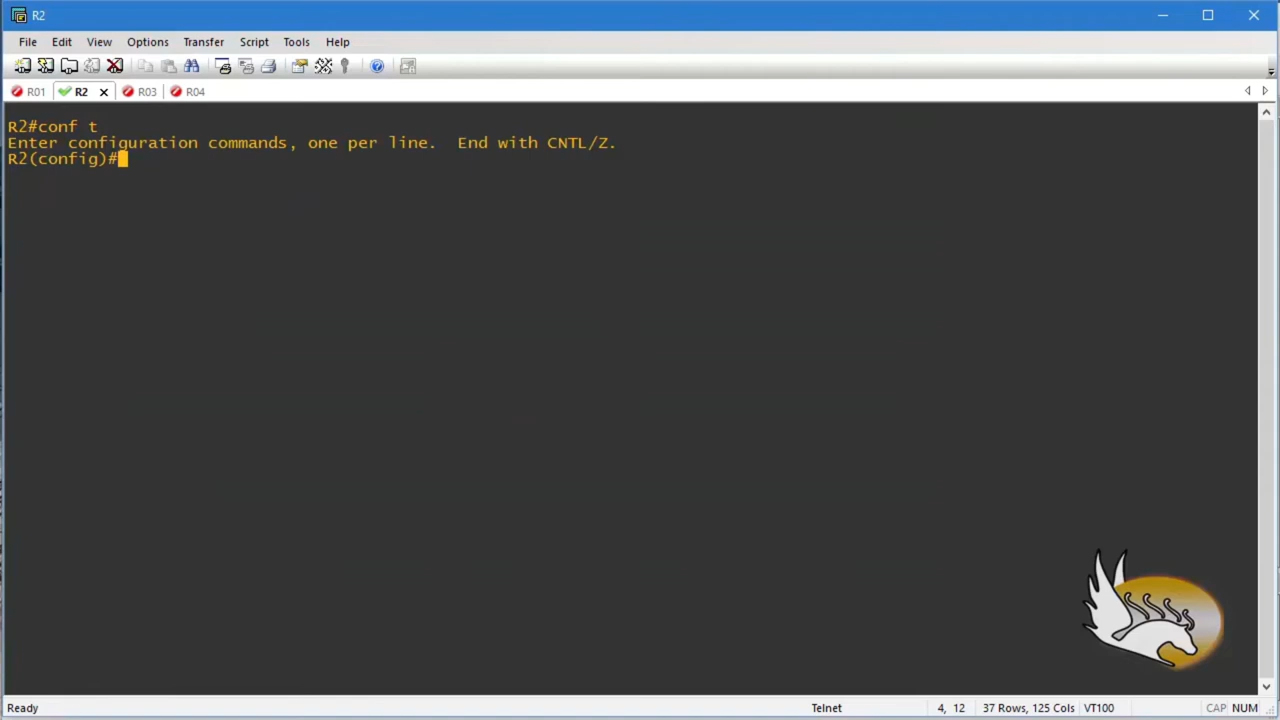 R2
File Edit View Options Transfer Script Tools Help
R01 R2 R03 R04
R2#conf t
Enter configuration commands, one per line.  End with CNTL/Z.
R2(config)#
Ready Telnet 4, 12 37 Rows, 125 Cols VT100 CAP NUM